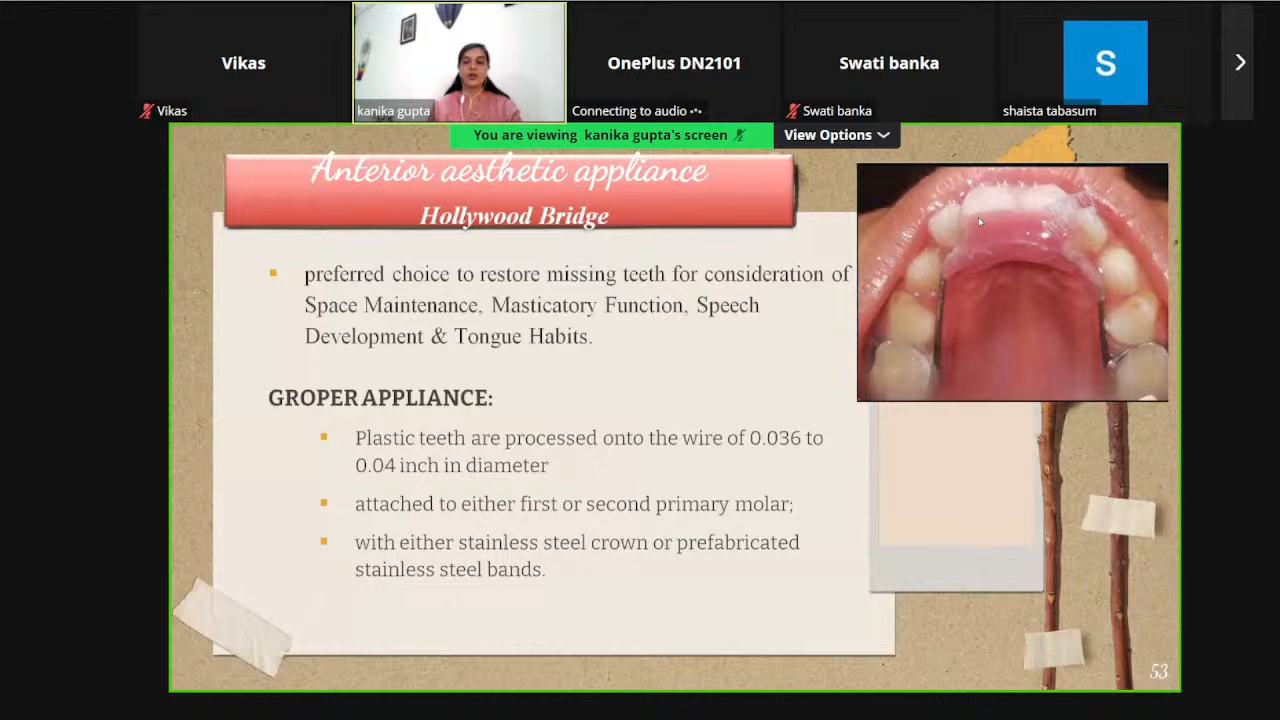 Vikas
OnePlus DN2101
Swati banka
S
Vikas
kanika gupta
Connecting to audio
Swati banka
shaista tabasum
You are viewing kanika gupta's screen
View Options
Anterior aesthetic appliance
Hollywood Bridge
preferred choice to restore missing teeth for consideration of
Space Maintenance, Masticatory Function, Speech
Development & Tongue Habits.
GROPER APPLIANCE:
Plastic teeth are processed onto the wire of 0.036 to
0.04 inch in diameter
attached to either first or second primary molar;
with either stainless steel crown or prefabricated
stainless steel bands.
53